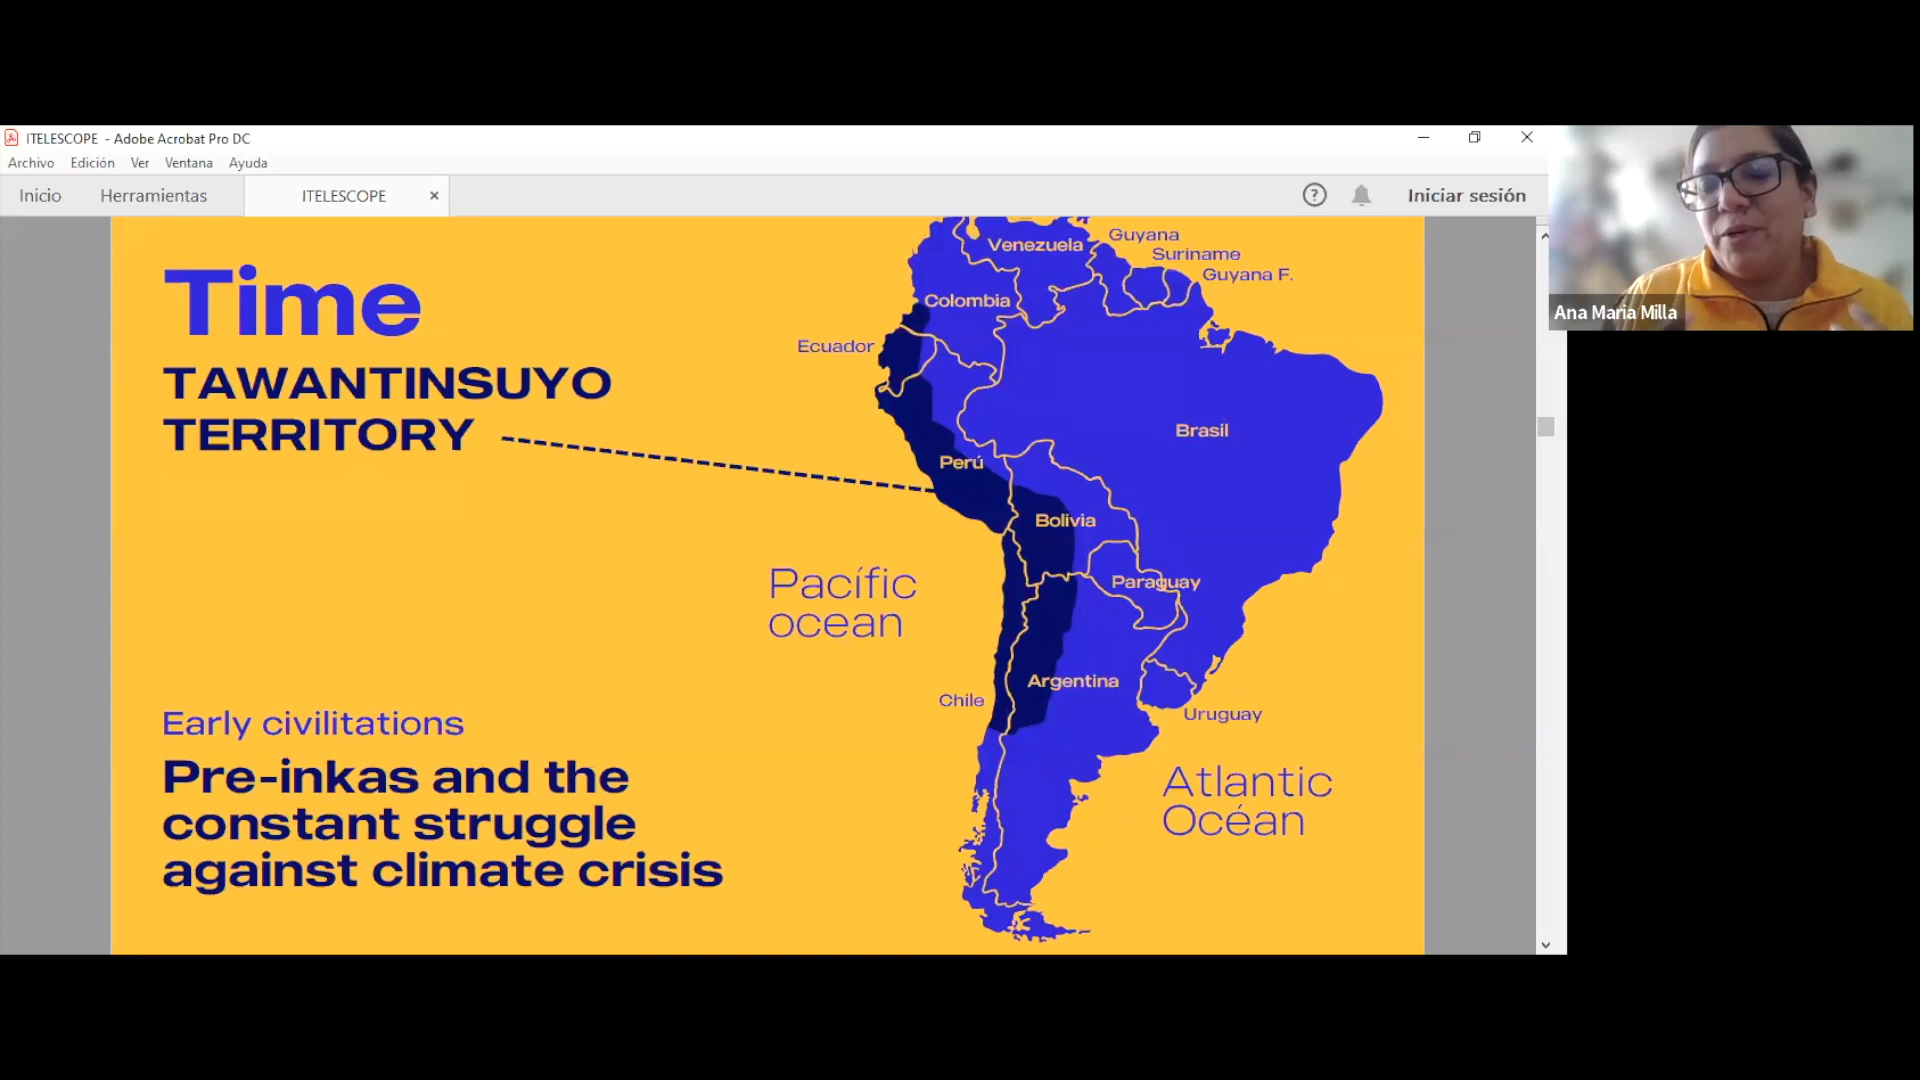 ITELESCOPE - Adobe Acrobat Pro DC
Archivo Edición Ver Ventana Ayuda
Inicio Herramientas ITELESCOPE × Iniciar sesión
Time
TAWANTINSUYO
TERRITORY
Early civilitations
Pre-inkas and the
constant struggle
against climate crisis
Venezuela
Guyana
Suriname
Guyana F.
Colombia
Ecuador
Brasil
Perú
Bolivia
Paraguay
Pacífic
ocean
Argentina
Chile
Uruguay
Atlantic
Océan
Ana Maria Milla